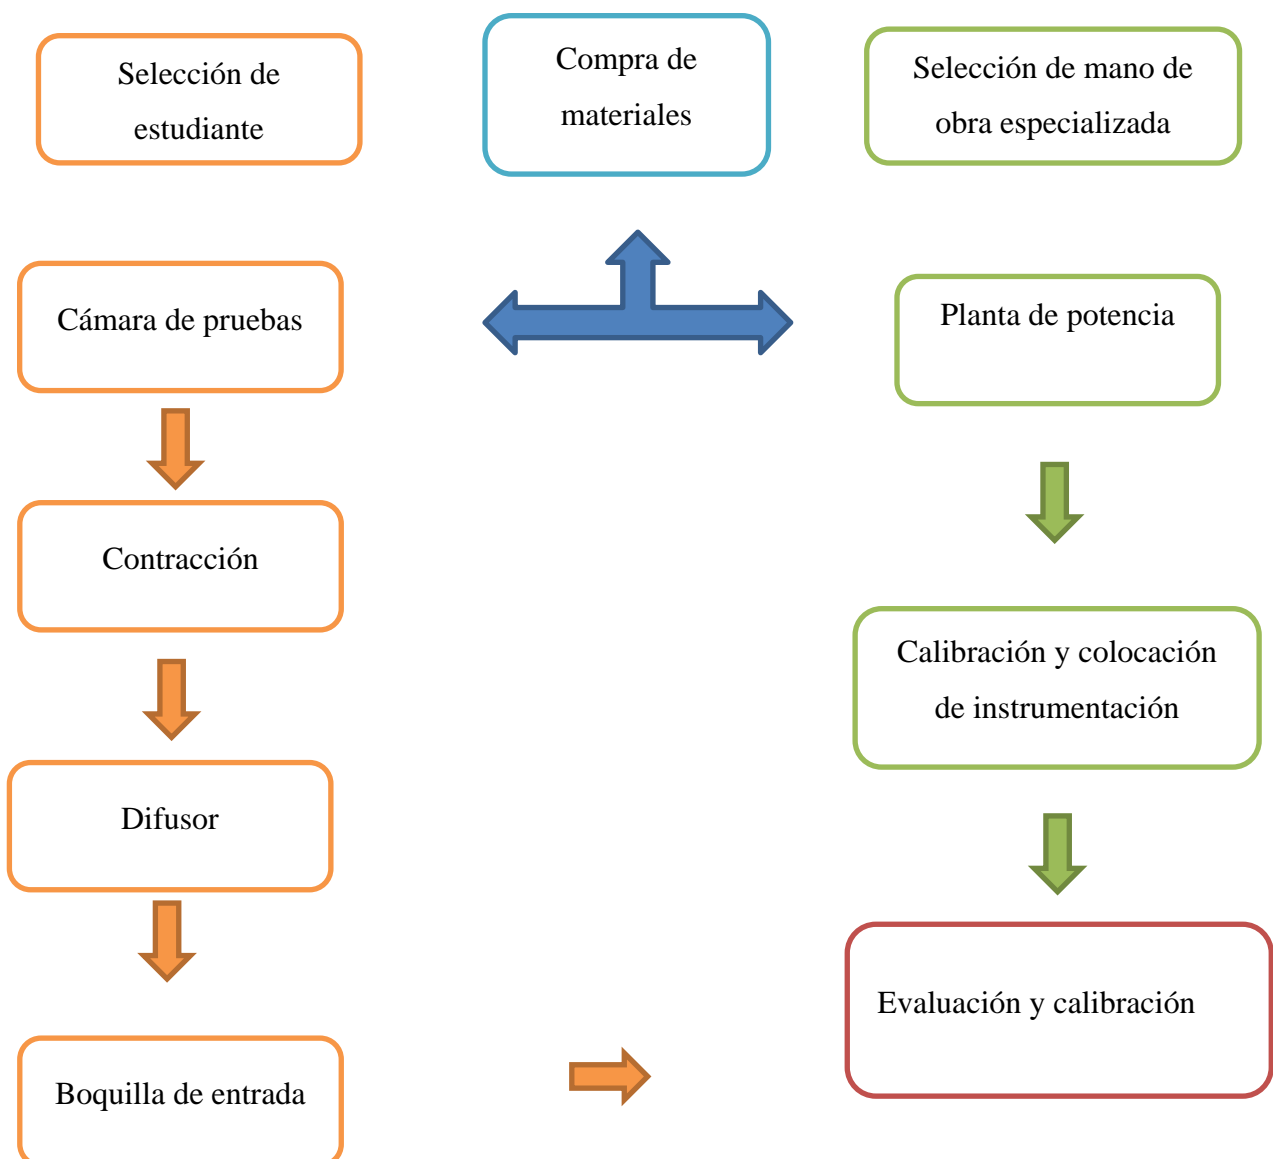 Selección de
estudiante
Compra de
materiales
Selección de mano de
obra especializada
Cámara de pruebas
Planta de potencia
Contracción
Calibración y colocación
de instrumentación
Difusor
Evaluación y calibración
Boquilla de entrada